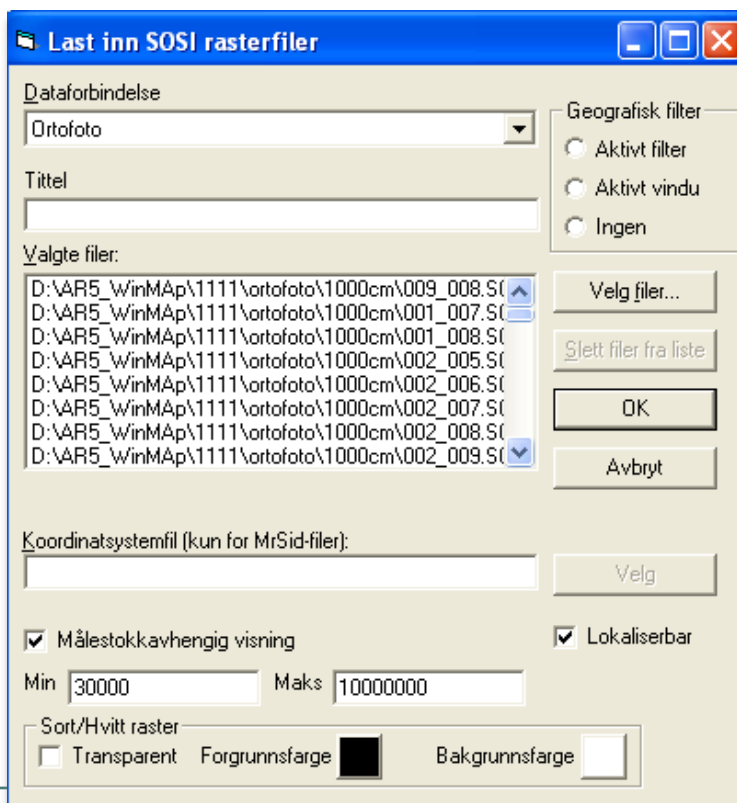 Last inn SOSI rasterfiler
Dataforbindelse
Ortofoto
Tittel
Valgte filer:
D:\AR5_WinMAp\1111\ortofoto\1000cm\009_008.S
D:\AR5_WinMAp\1111\ortofoto\1000cm\001_007.S
D:\AR5_WinMAp\1111\ortofoto\1000cm\001_008.S
D:\AR5_WinMAp\1111\ortofoto\1000cm\002_005.S
D:\AR5_WinMAp\1111\ortofoto\1000cm\002_006.S
D:\AR5_WinMAp\1111\ortofoto\1000cm\002_007.S
D:\AR5_WinMAp\1111\ortofoto\1000cm\002_008.S
D:\AR5_WinMAp\1111\ortofoto\1000cm\002_009.S
Geografisk filter
Aktivt filter
Aktivt vindu
Ingen
Velg filer...
Slett filer fra liste
OK
Avbryt
Koordinatsystemfil (kun for MrSid-filer):
Velg
Målestokkavhengig visning
Lokaliserbar
Min 30000 Maks 10000000
Sort/Hvitt raster
Transparent Forgrunnsfarge Bakgrunnsfarge